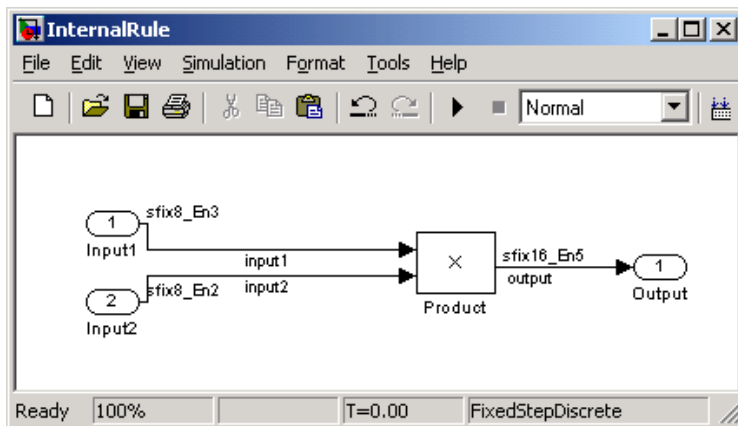 InternalRule
File Edit View Simulation Format Tools Help
Normal
1 sfix8_En3
Input1
input1
2 sfix8_En2
Input2
input2
×
Product
sfix16_En5
output
1
Output
Ready 100% T=0.00 FixedStepDiscrete